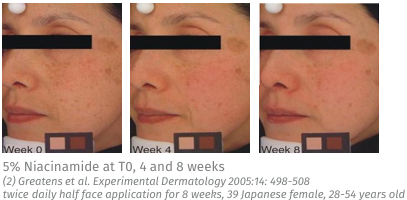 Week 0 Week 4 Week 8
5% Niacinamide at T0, 4 and 8 weeks
(2) Greatens et al. Experimental Dermatology 2005:14: 498-508
twice daily half face application for 8 weeks, 39 Japanese female, 28-54 years old